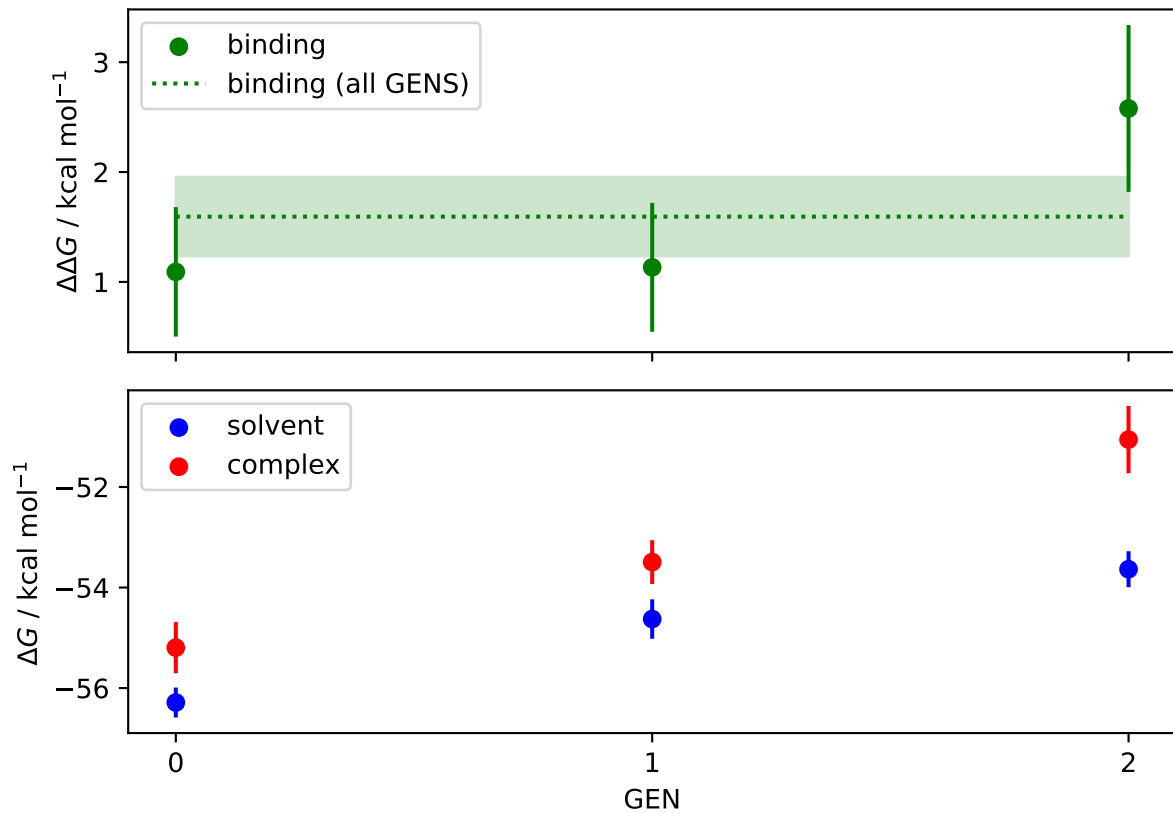 binding
binding (all GENS)
ΔΔG / kcal mol⁻¹
3
2
1
solvent
complex
ΔG / kcal mol⁻¹
−52
−54
−56
0 1 2
GEN